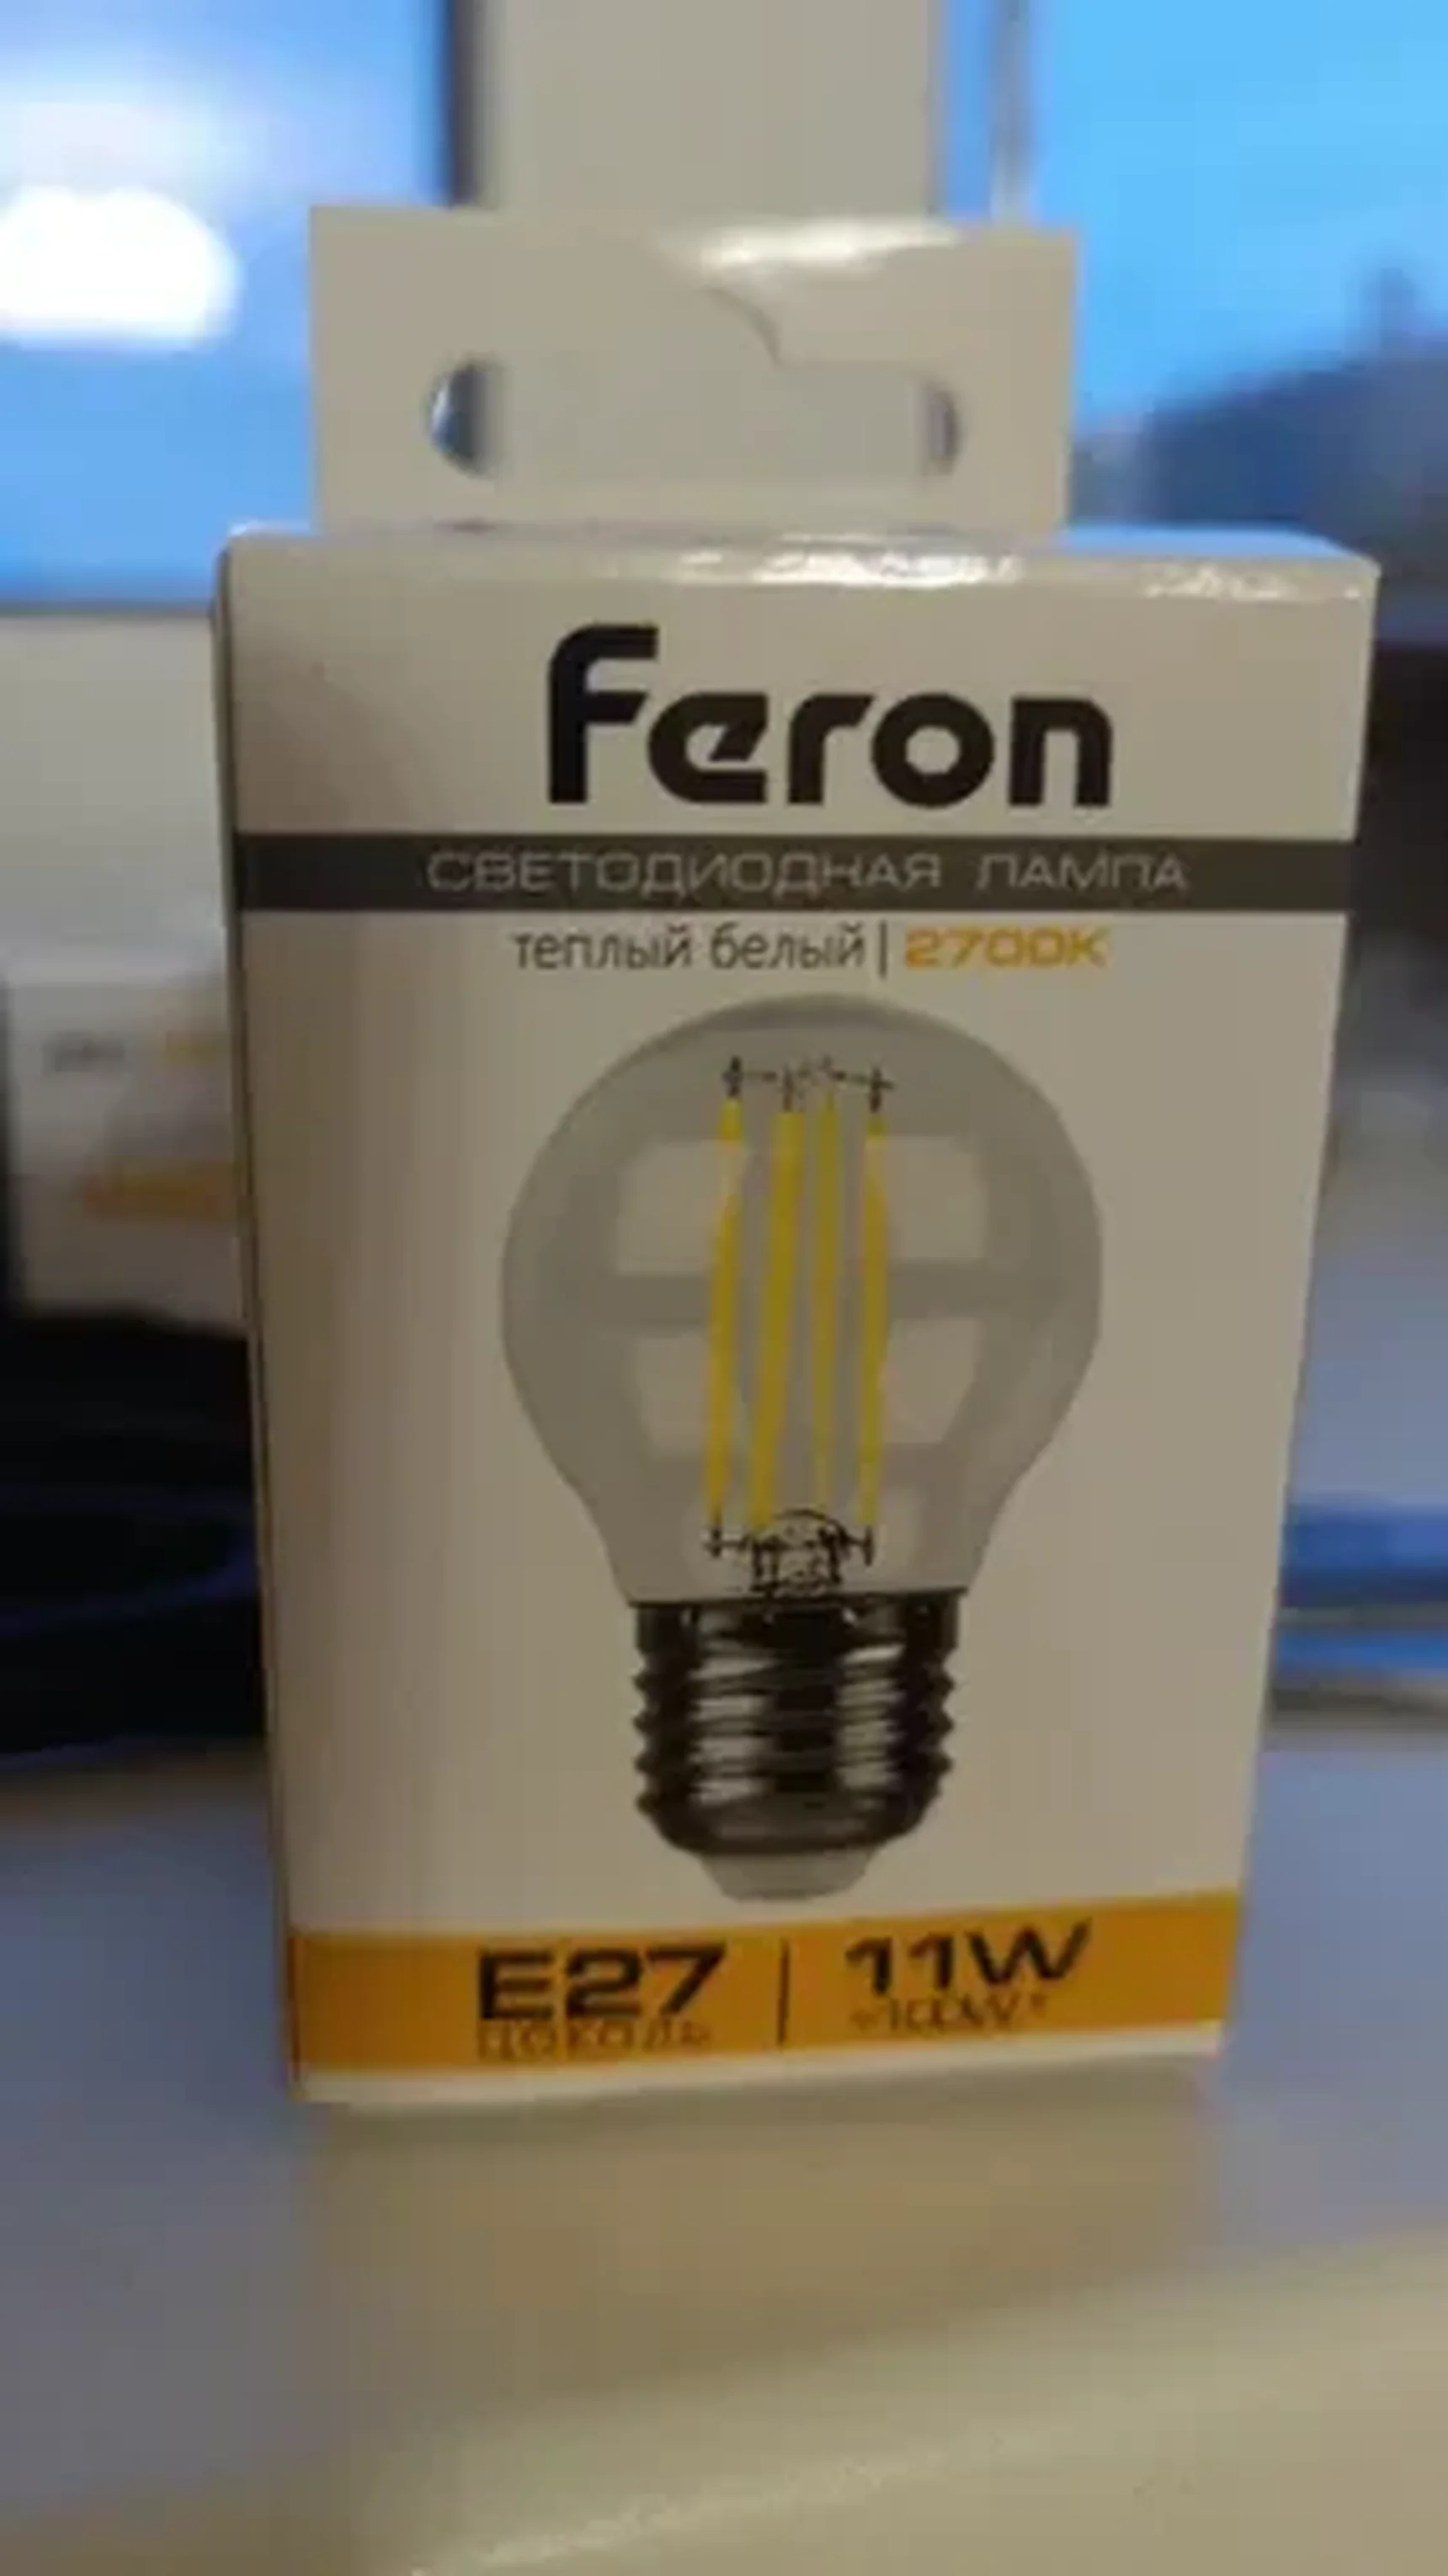 feron
СВЕТОДИОДНАЯ ЛАМПА
теплый белый | 2700K
E27 | 11W
ЦОКОЛЬ